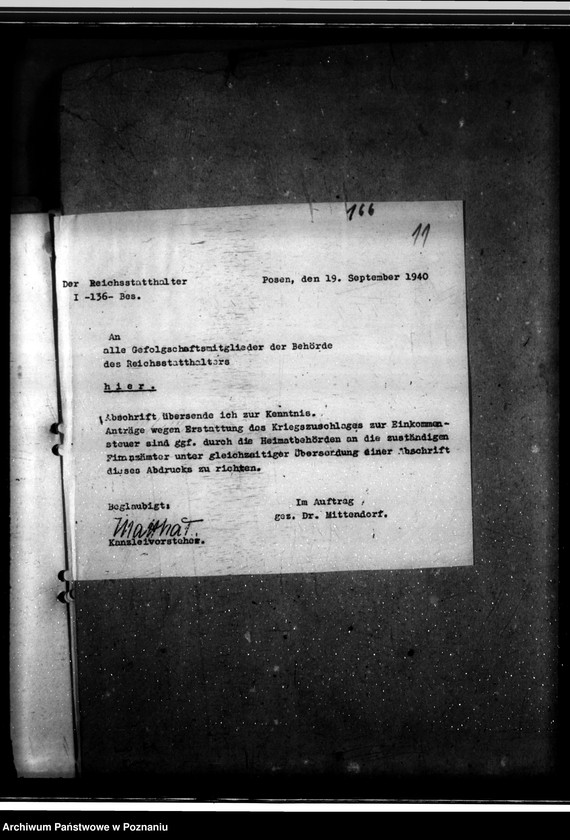 166
11
Der Reichsstatthalter
Posen, den 19. September 1940
I -136- Bes.
An
alle Gefolgschaftsmitglieder der Behörde
des Reichsstatthalters
hier.
Abschrift übersende ich zur Kenntnis.
Anträge wegen Erstattung des Kriegszuschlages zur Einkommen-
steuer sind ggf. durch die Heimatbehörden an die zuständigen
Finanzämter unter gleichzeitiger Übersendung einer Abschrift
dieses Abdrucks zu richten.
Beglaubigt:
Im Auftrag
gez. Dr. Mittendorf.
Kanzleivorsteher.
Archiwum Państwowe w Poznaniu